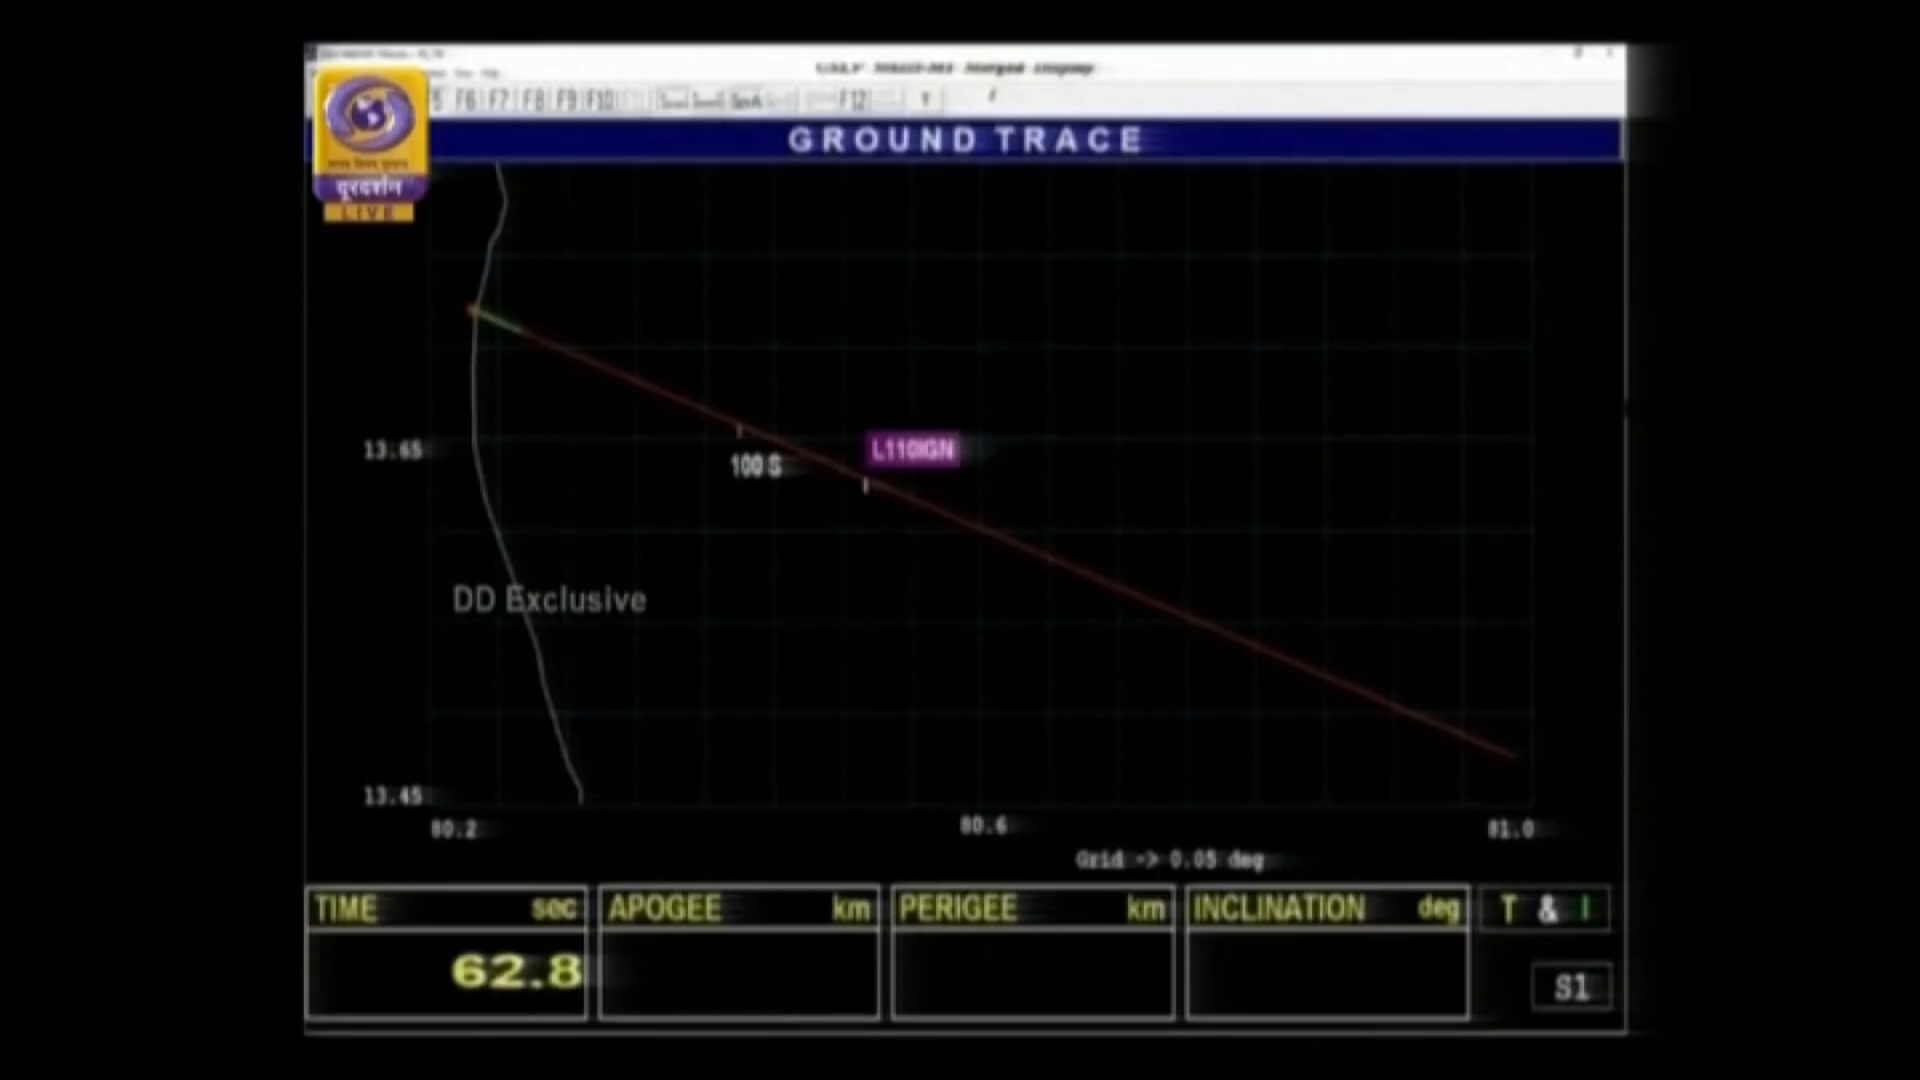 F6 F7 F8 F9 F10 F12
GROUND TRACE
दूरदर्शन
LIVE
13.65
L110IGN
100 S
DD Exclusive
13.45
80.2 80.6 81.0
Grid -> 0.05 deg
TIME sec APOGEE km PERIGEE km INCLINATION deg T & I
62.8
S1